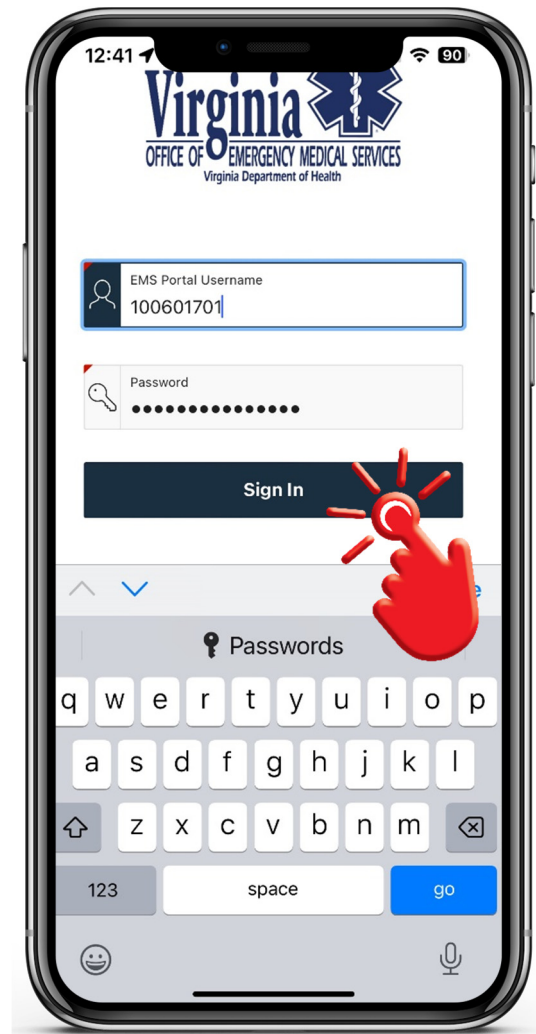 12:41
90
Virginia
OFFICE OF EMERGENCY MEDICAL SERVICES
Virginia Department of Health
EMS Portal Username
100601701
Password
●●●●●●●●●●●●●●●
Sign In
Passwords
q w e r t y u i o p
a s d f g h j k l
z x c v b n m
123 space go